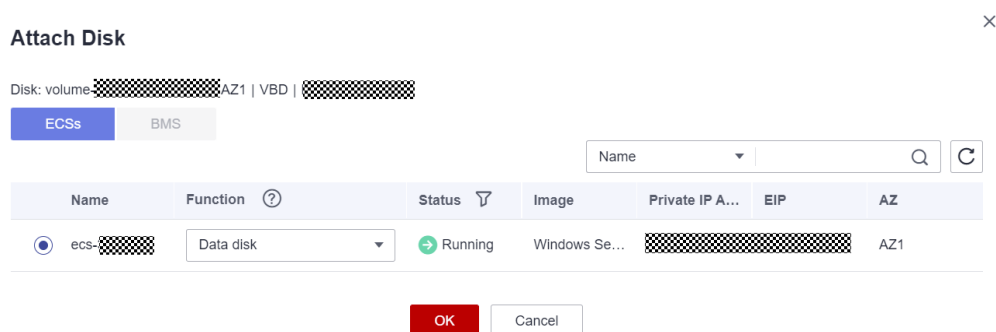 Attach Disk
Disk: volume- AZ1 | VBD |
ECSs BMS
Name
Name Function ? Status Image Private IP A... EIP AZ
ecs- Data disk Running Windows Se... AZ1
OK Cancel